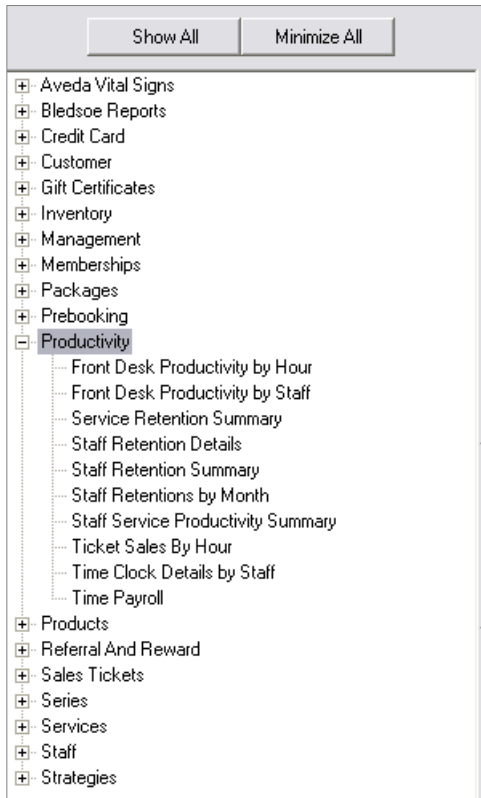 Show All Minimize All
Aveda Vital Signs
Bledsoe Reports
Credit Card
Customer
Gift Certificates
Inventory
Management
Memberships
Packages
Prebooking
Productivity
Front Desk Productivity by Hour
Front Desk Productivity by Staff
Service Retention Summary
Staff Retention Details
Staff Retention Summary
Staff Retentions by Month
Staff Service Productivity Summary
Ticket Sales By Hour
Time Clock Details by Staff
Time Payroll
Products
Referral And Reward
Sales Tickets
Series
Services
Staff
Strategies